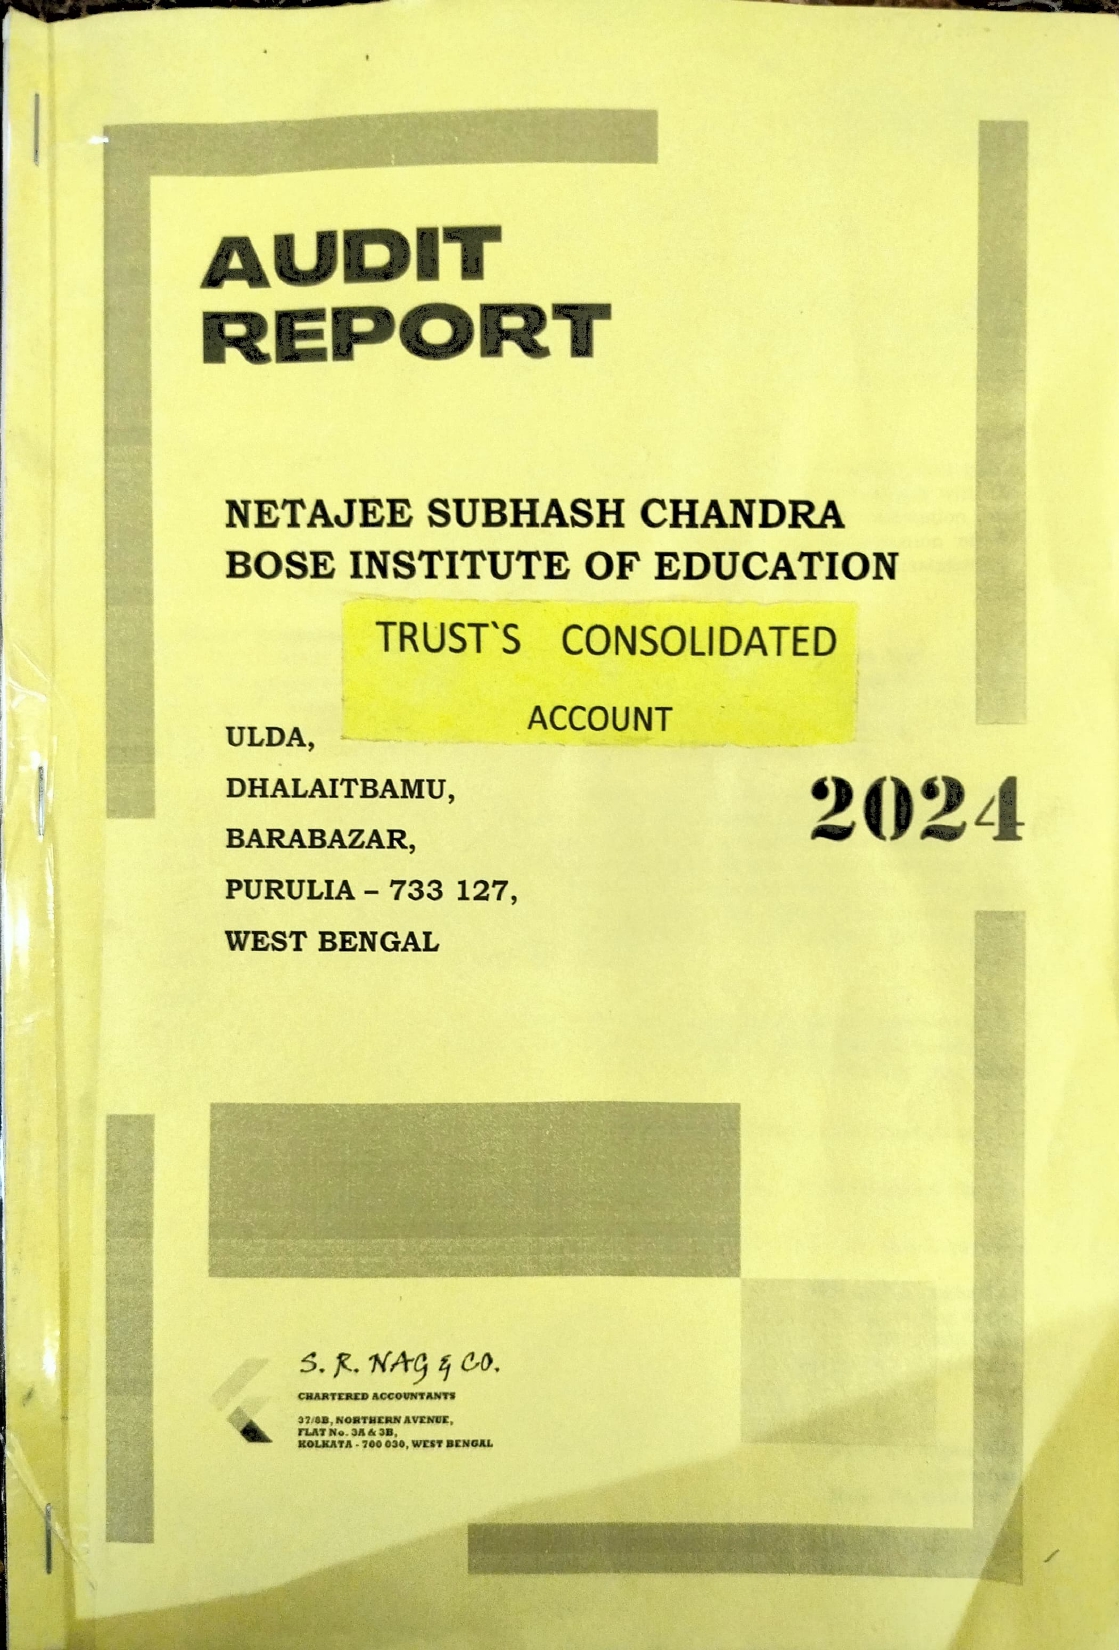 AUDIT
REPORT
NETAJEE SUBHASH CHANDRA
BOSE INSTITUTE OF EDUCATION
TRUST`S CONSOLIDATED
ACCOUNT
ULDA,
DHALAITBAMU,
BARABAZAR,
PURULIA – 733 127,
WEST BENGAL
2024
S. R. NAG & CO.
CHARTERED ACCOUNTANTS
37/8B, NORTHERN AVENUE,
FLAT No. 3A & 3B,
KOLKATA - 700 030, WEST BENGAL